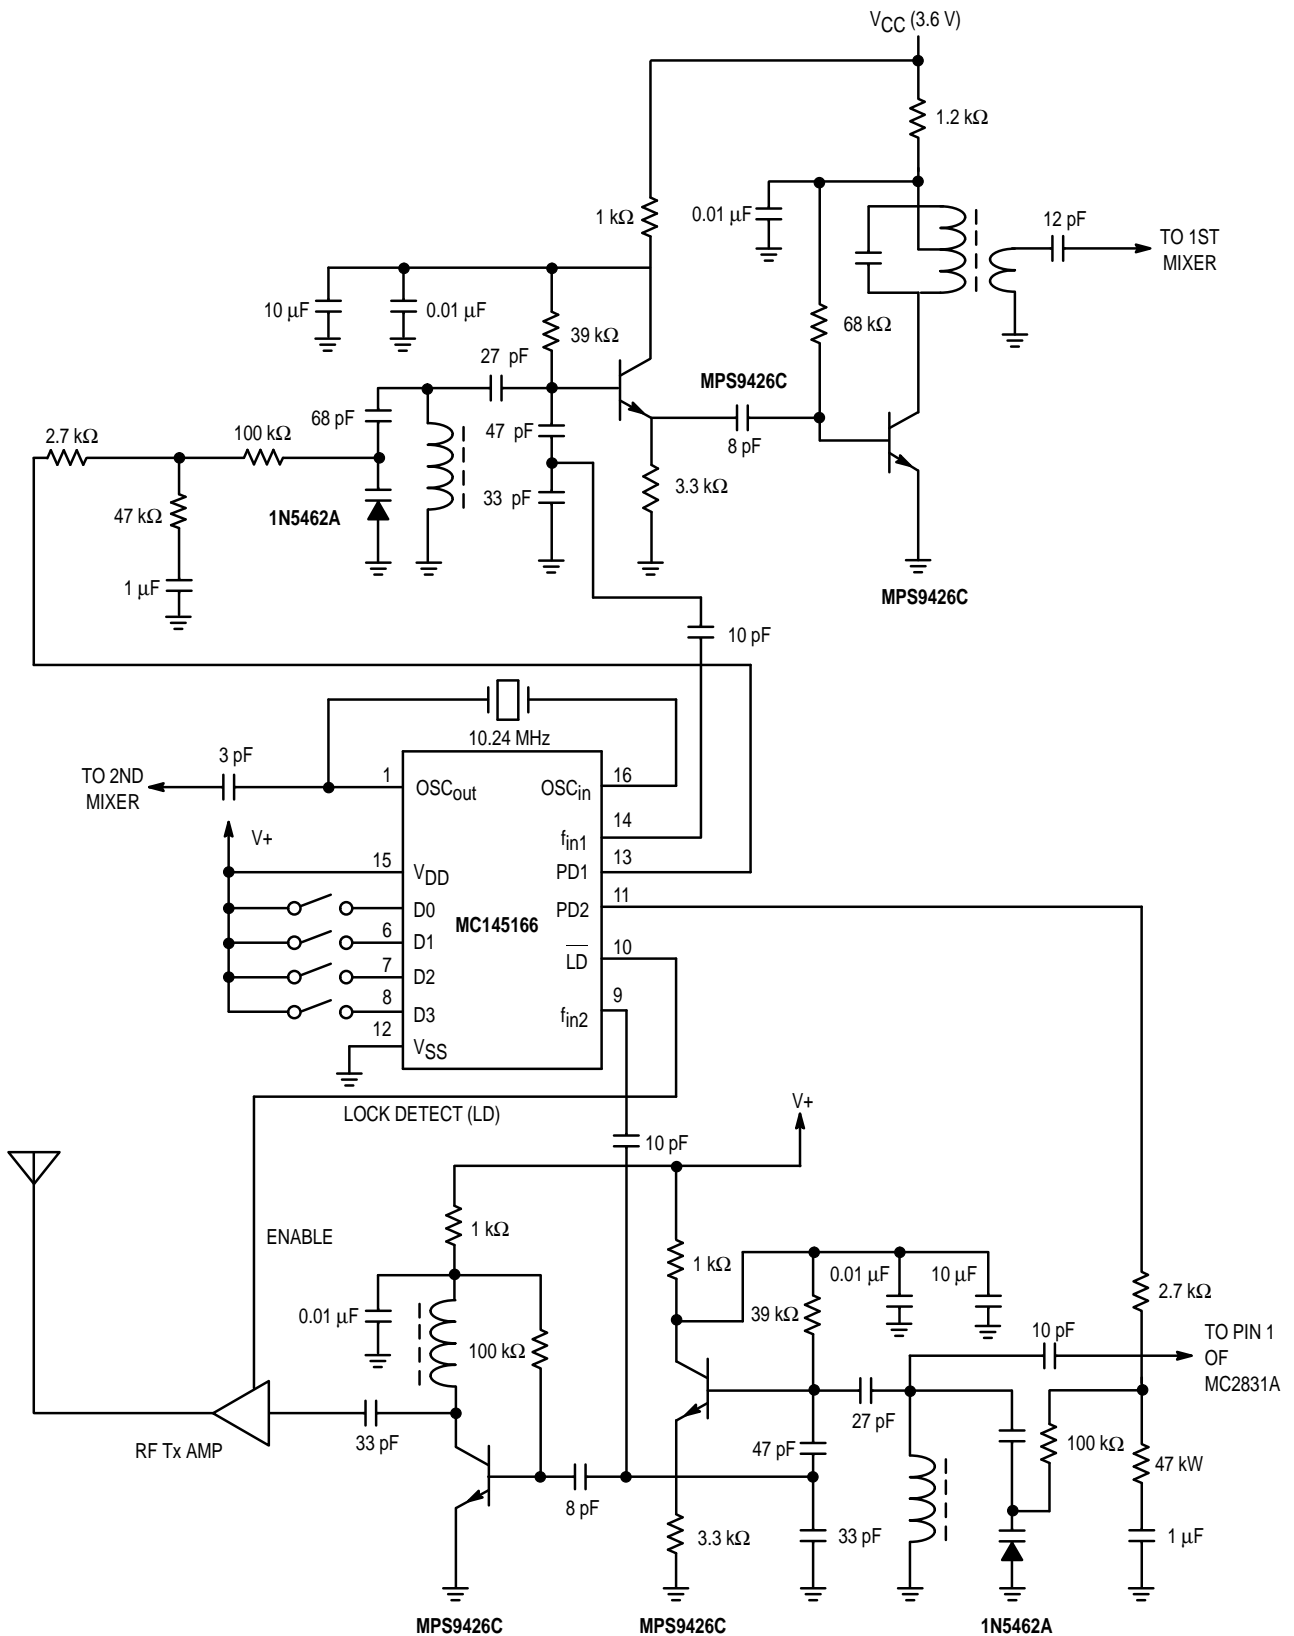 VCC (3.6 V)
1.2 kΩ
1 kΩ
0.01 µF
12 pF
TO 1ST
MIXER
10 µF
0.01 µF
39 kΩ
68 kΩ
27 pF
MPS9426C
68 pF
47 pF
8 pF
2.7 kΩ
100 kΩ
47 kΩ
1N5462A
33 pF
3.3 kΩ
1 µF
MPS9426C
10 pF
10.24 MHz
3 pF
TO 2ND
MIXER
1
OSCout
OSCin
16
V+
fin1
14
15
VDD
PD1
13
D0
MC145166
PD2
11
6
D1
LD
10
7
D2
8
D3
fin2
9
12
VSS
LOCK DETECT (LD)
V+
10 pF
ENABLE
1 kΩ
1 kΩ
0.01 µF
10 µF
2.7 kΩ
0.01 µF
39 kΩ
100 kΩ
10 pF
TO PIN 1
OF
MC2831A
RF Tx AMP
33 pF
27 pF
47 pF
100 kΩ
47 kW
8 pF
3.3 kΩ
33 pF
1 µF
MPS9426C
MPS9426C
1N5462A